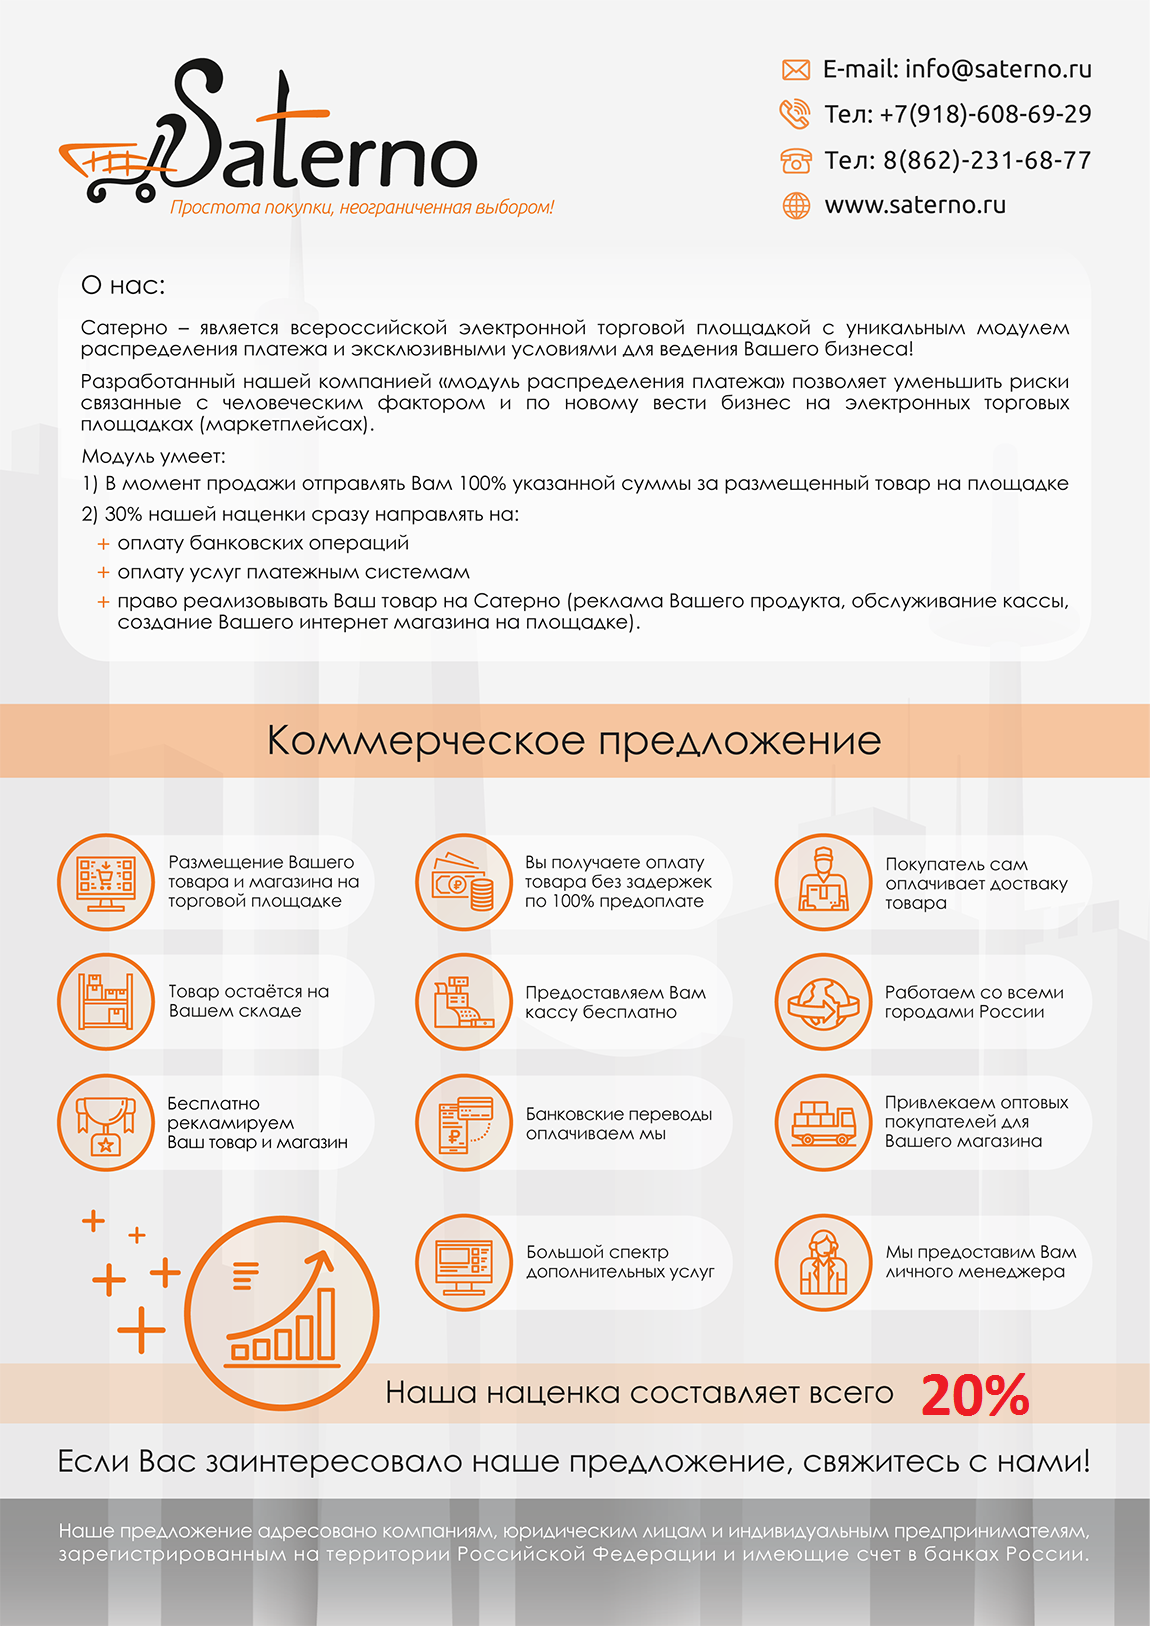 Saterno
Простота покупки, неограниченная выбором!
E-mail: info@saterno.ru
Тел: +7(918)-608-69-29
Тел: 8(862)-231-68-77
www.saterno.ru
О нас:
Сатерно – является всероссийской электронной торговой площадкой с уникальным модулем
распределения платежа и эксклюзивными условиями для ведения Вашего бизнеса!
Разработанный нашей компанией «модуль распределения платежа» позволяет уменьшить риски
связанные с человеческим фактором и по новому вести бизнес на электронных торговых
площадках (маркетплейсах).
Модуль умеет:
1) В момент продажи отправлять Вам 100% указанной суммы за размещенный товар на площадке
2) 30% нашей наценки сразу направлять на:
+ оплату банковских операций
+ оплату услуг платежным системам
+ право реализовывать Ваш товар на Сатерно (реклама Вашего продукта, обслуживание кассы,
создание Вашего интернет магазина на площадке).
Коммерческое предложение
Размещение Вашего
товара и магазина на
торговой площадке
Вы получаете оплату
товара без задержек
по 100% предоплате
Покупатель сам
оплачивает доствaку
товара
Товар остаётся на
Вашем складе
Предоставляем Вам
кассу бесплатно
Работаем со всеми
городами России
Бесплатно
рекламируем
Ваш товар и магазин
Банковские переводы
оплачиваем мы
Привлекаем оптовых
покупателей для
Вашего магазина
Большой спектр
дополнительных услуг
Мы предоставим Вам
личного менеджера
Наша наценка составляет всего 20%
Если Вас заинтересовало наше предложение, свяжитесь с нами!
Наше предложение адресовано компаниям, юридическим лицам и индивидуальным предпринимателям,
зарегистрированным на территории Российской Федерации и имеющие счет в банках России.